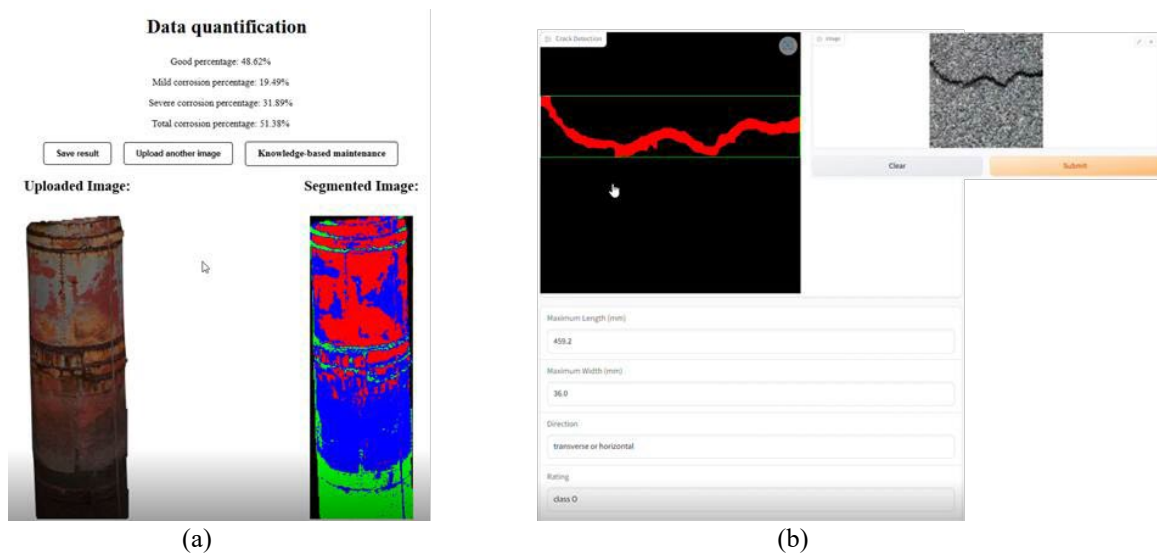 Data quantification
Good percentage: 48.62%
Mild corrosion percentage: 19.49%
Severe corrosion percentage: 31.89%
Total corrosion percentage: 51.38%
Save result
Upload another image
Knowledge-based maintenance
Uploaded Image:
Segmented Image:
(a)
Crack Detection
Image
Clear
Submit
Maximum Length (mm)
459.2
Maximum Width (mm)
36.0
Direction
transverse or horizontal
Rating
class O
(b)